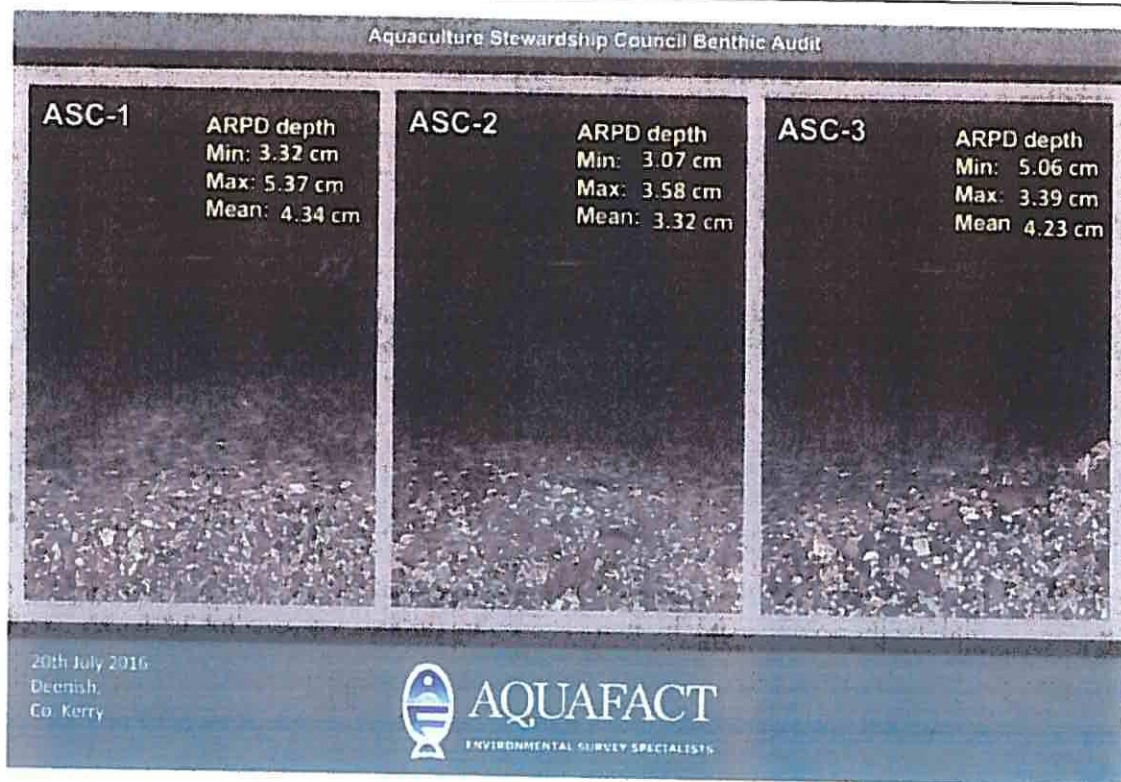 Aquaculture Stewardship Council Benthic Audit
ASC-1
ARPD depth
Min: 3.32 cm
Max: 5.37 cm
Mean: 4.34 cm
ASC-2
ARPD depth
Min: 3.07 cm
Max: 3.58 cm
Mean: 3.32 cm
ASC-3
ARPD depth
Min: 5.06 cm
Max: 3.39 cm
Mean 4.23 cm
20th July 2016
Deenish,
Co. Kerry
AQUAFACT
ENVIRONMENTAL SURVEY SPECIALISTS